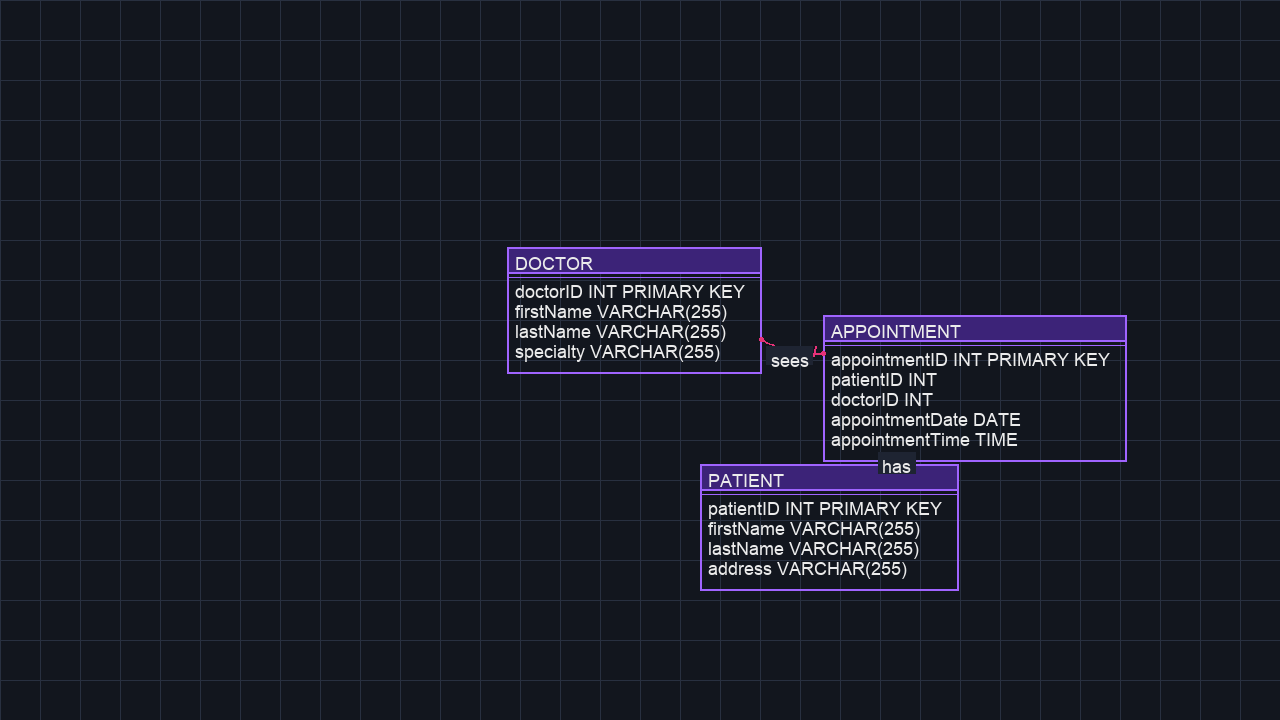 DOCTOR
doctorID INT PRIMARY KEY
firstName VARCHAR(255)
lastName VARCHAR(255)
specialty VARCHAR(255)
sees
APPOINTMENT
appointmentID INT PRIMARY KEY
patientID INT
doctorID INT
appointmentDate DATE
appointmentTime TIME
has
PATIENT
patientID INT PRIMARY KEY
firstName VARCHAR(255)
lastName VARCHAR(255)
address VARCHAR(255)